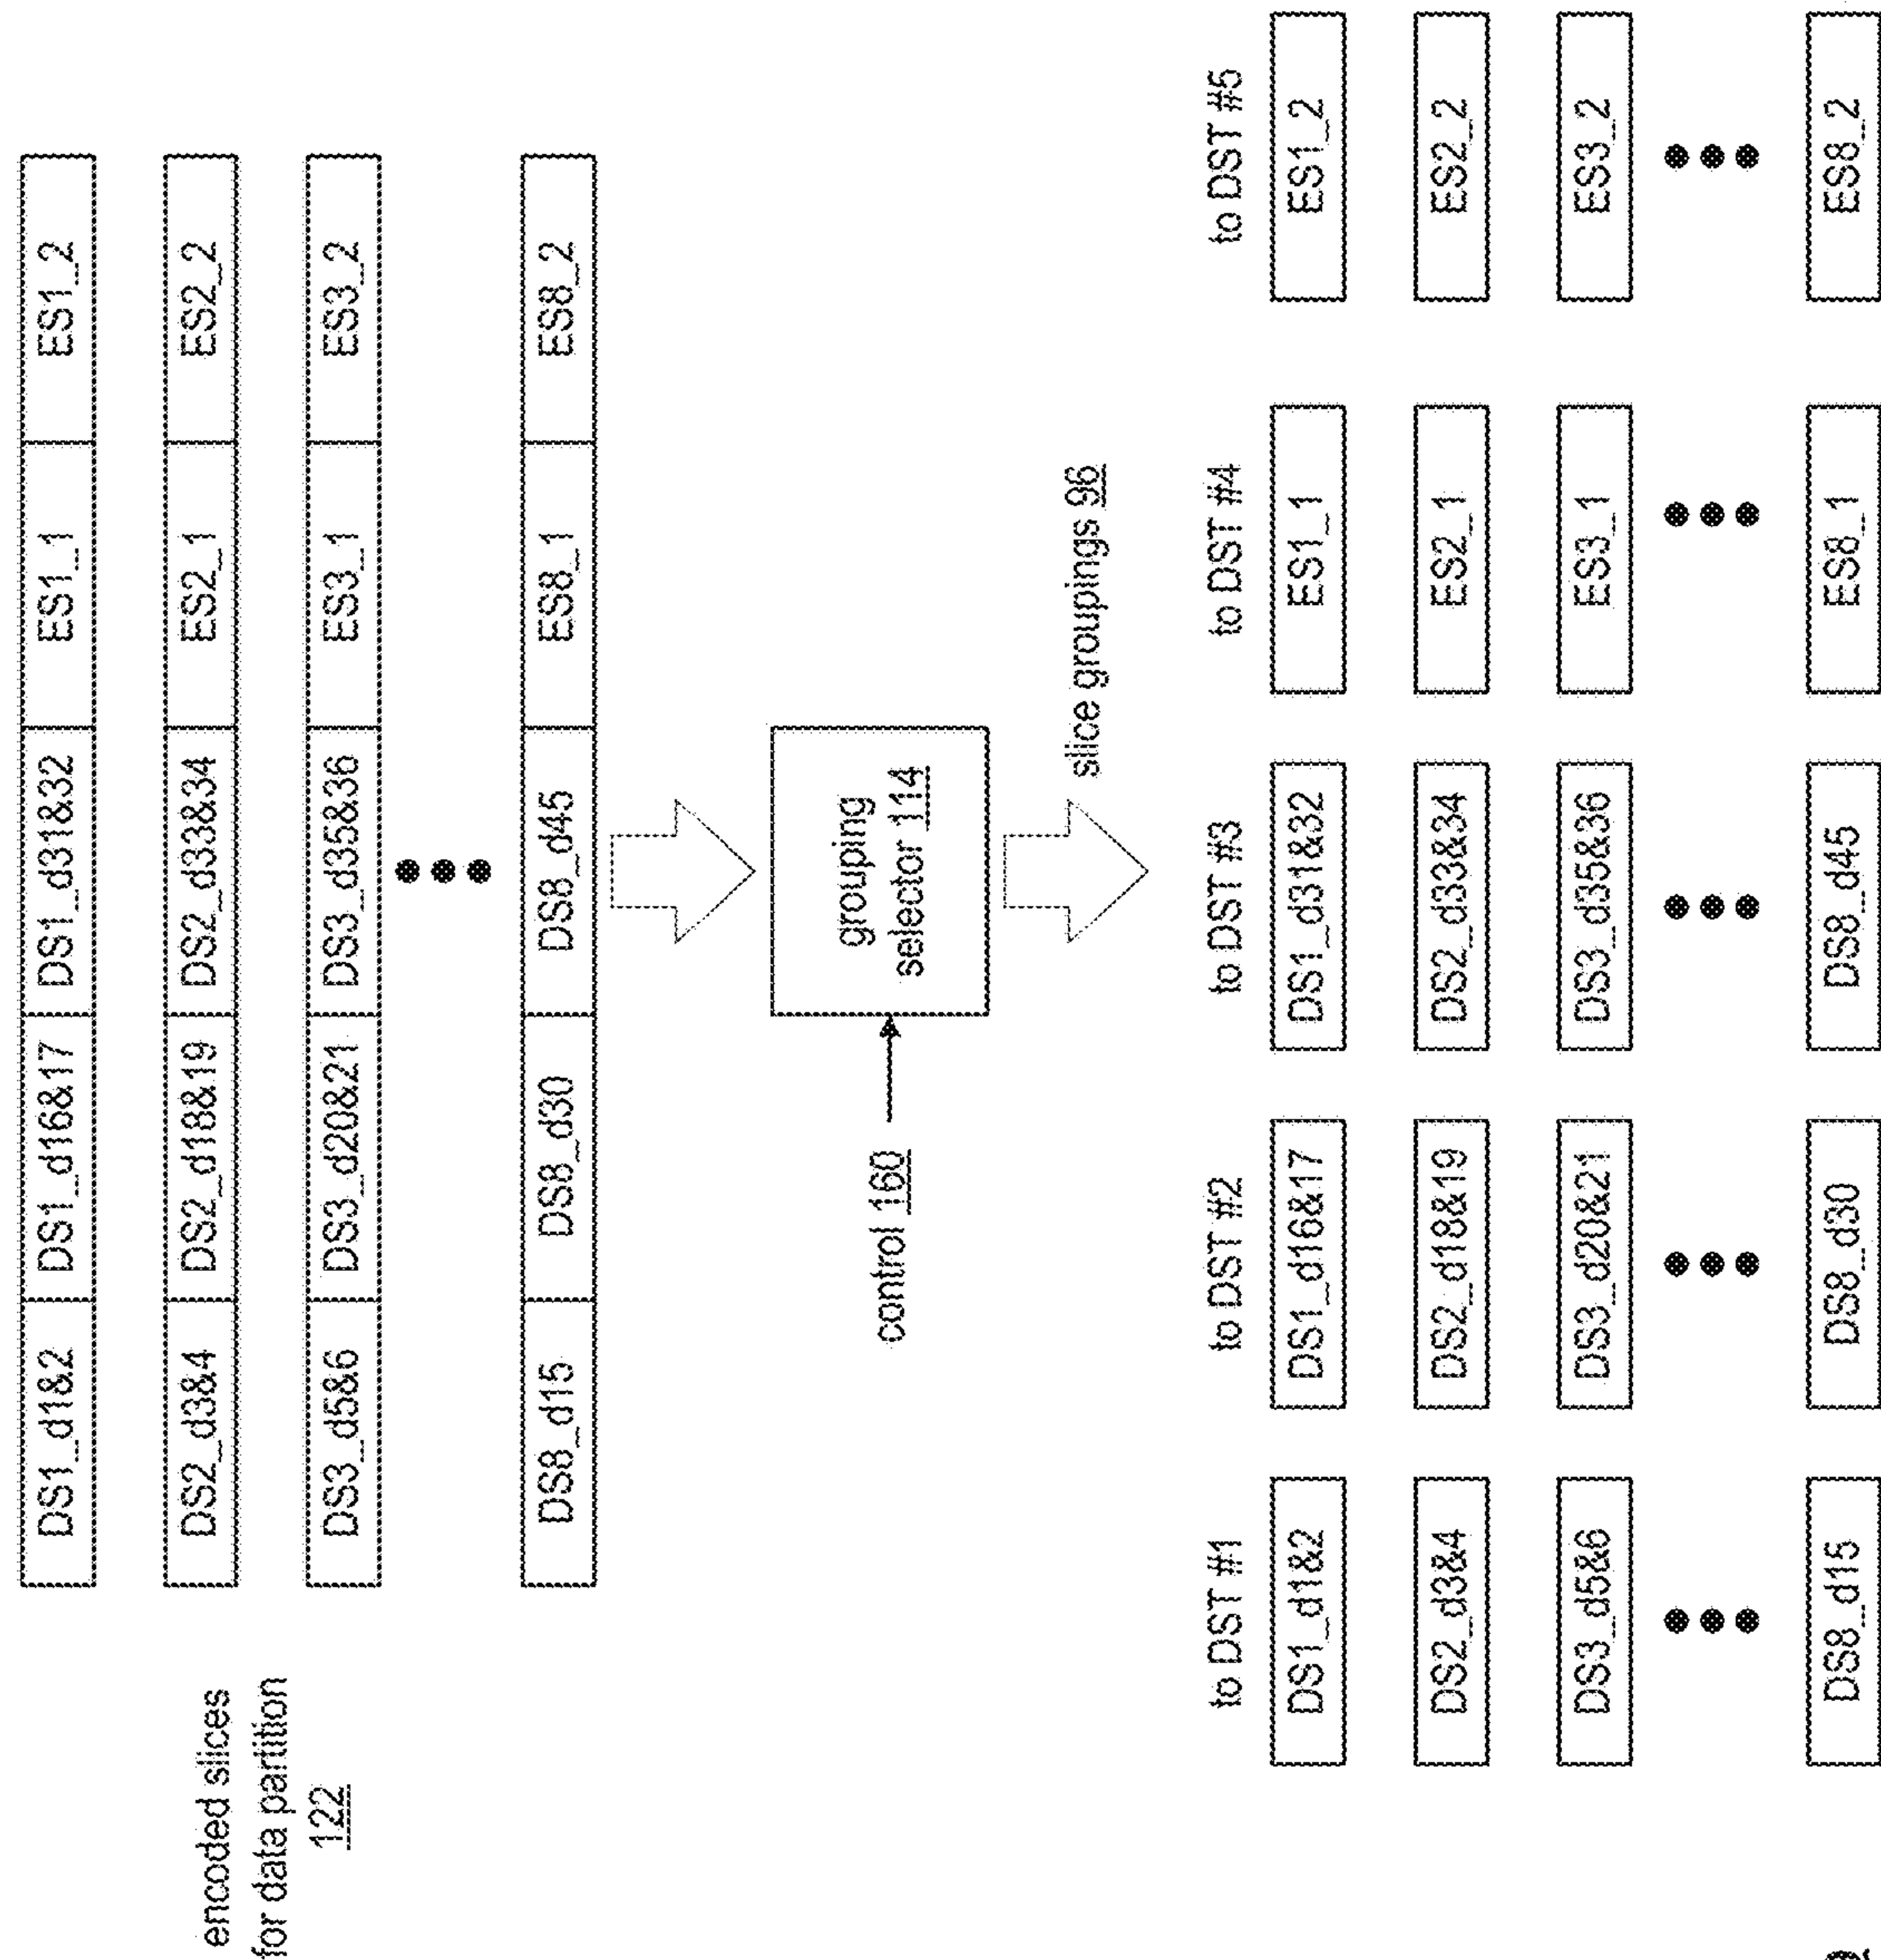 encoded slices
for data partition
122
DS1_d1&2 DS1_d16&17 DS1_d31&32 ES1_1 ES1_2
DS2_d3&4 DS2_d18&19 DS2_d33&34 ES2_1 ES2_2
DS3_d5&6 DS3_d20&21 DS3_d35&36 ES3_1 ES3_2
DS8_d15 DS8_d30 DS8_d45 ES8_1 ES8_2
control 160
grouping
selector 114
slice groupings 96
to DST #1 to DST #2 to DST #3 to DST #4 to DST #5
DS1_d1&2 DS1_d16&17 DS1_d31&32 ES1_1 ES1_2
DS2_d3&4 DS2_d18&19 DS2_d33&34 ES2_1 ES2_2
DS3_d5&6 DS3_d20&21 DS3_d35&36 ES3_1 ES3_2
DS8_d15 DS8_d30 DS8_d45 ES8_1 ES8_2